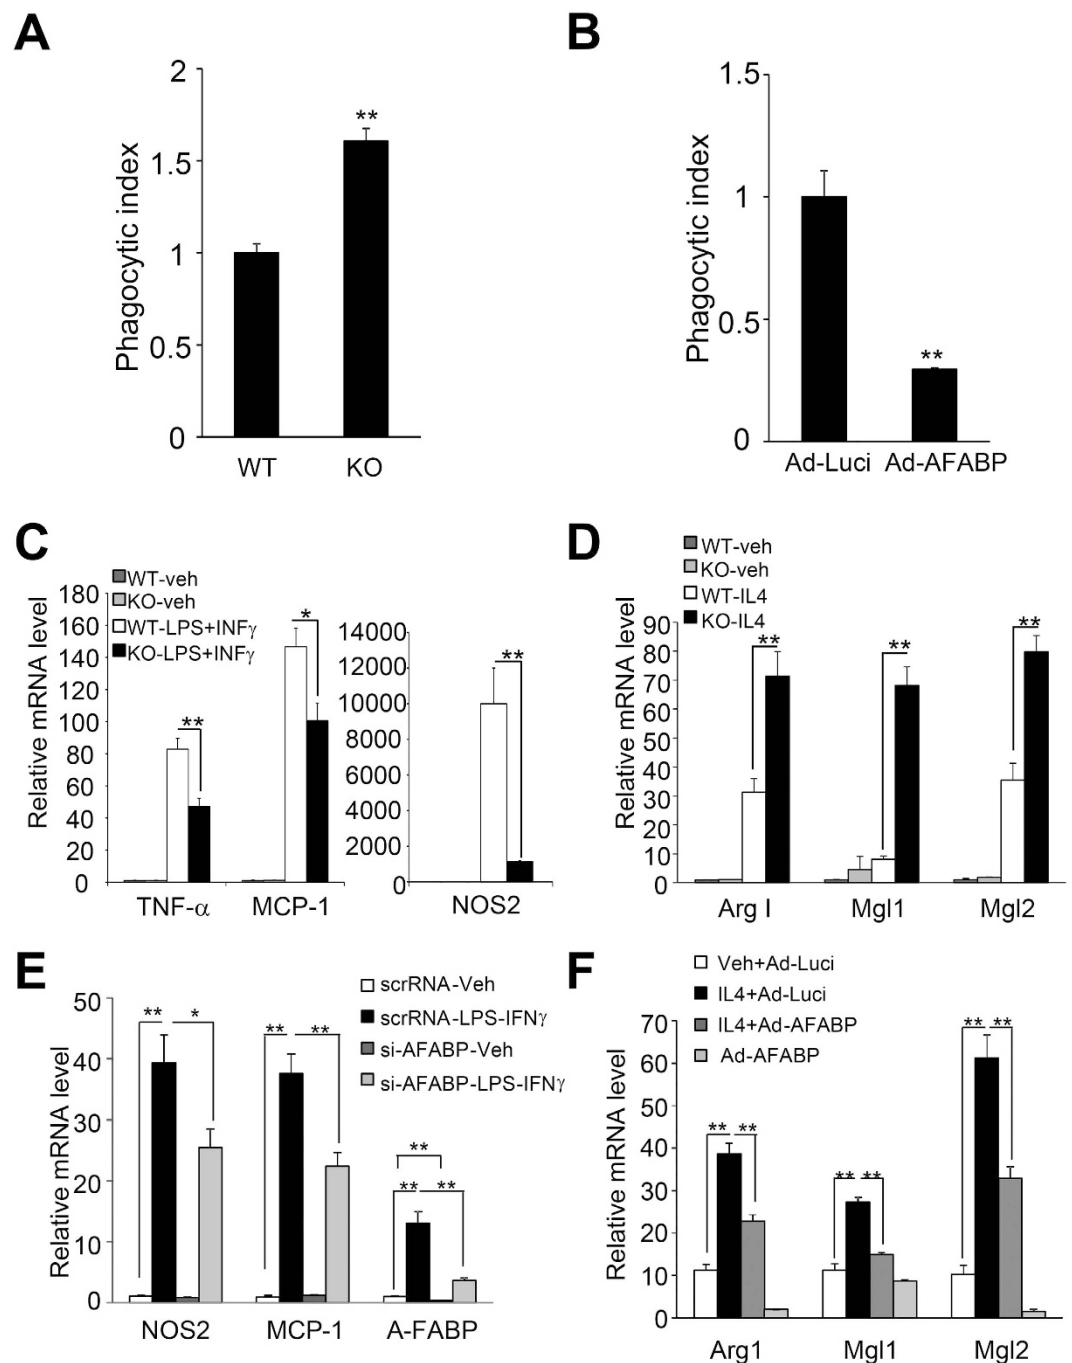 A
2
1.5
1
0.5
0
Phagocytic index
**
WT KO
B
1.5
1
0.5
0
Phagocytic index
**
Ad-Luci Ad-AFABP
C
WT-veh
KO-veh
WT-LPS+INFγ
KO-LPS+INFγ
Relative mRNA level
180
160
140
120
100
80
60
40
20
0
** *
TNF-α MCP-1
14000
12000
10000
8000
6000
4000
2000
0
**
NOS2
D
WT-veh
KO-veh
WT-IL4
KO-IL4
Relative mRNA level
90
80
70
60
50
40
30
20
10
0
** ** **
Arg I Mgl1 Mgl2
E
scrRNA-Veh
scrRNA-LPS-IFNγ
si-AFABP-Veh
si-AFABP-LPS-IFNγ
Relative mRNA level
50
40
30
20
10
0
** *
** **
**
** **
NOS2 MCP-1 A-FABP
F
Veh+Ad-Luci
IL4+Ad-Luci
IL4+Ad-AFABP
Ad-AFABP
Relative mRNA level
70
60
50
40
30
20
10
0
** **
** **
** **
Arg1 Mgl1 Mgl2